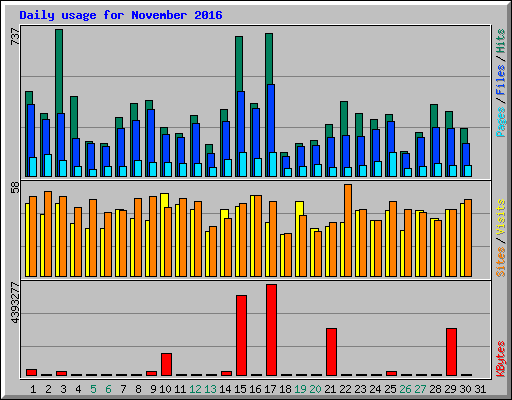 Daily usage for November 2016
737
Pages / Files / Hits
58
Sites / Visits
4393277
KBytes
1 2 3 4 5 6 7 8 9 10 11 12 13 14 15 16 17 18 19 20 21 22 23 24 25 26 27 28 29 30 31